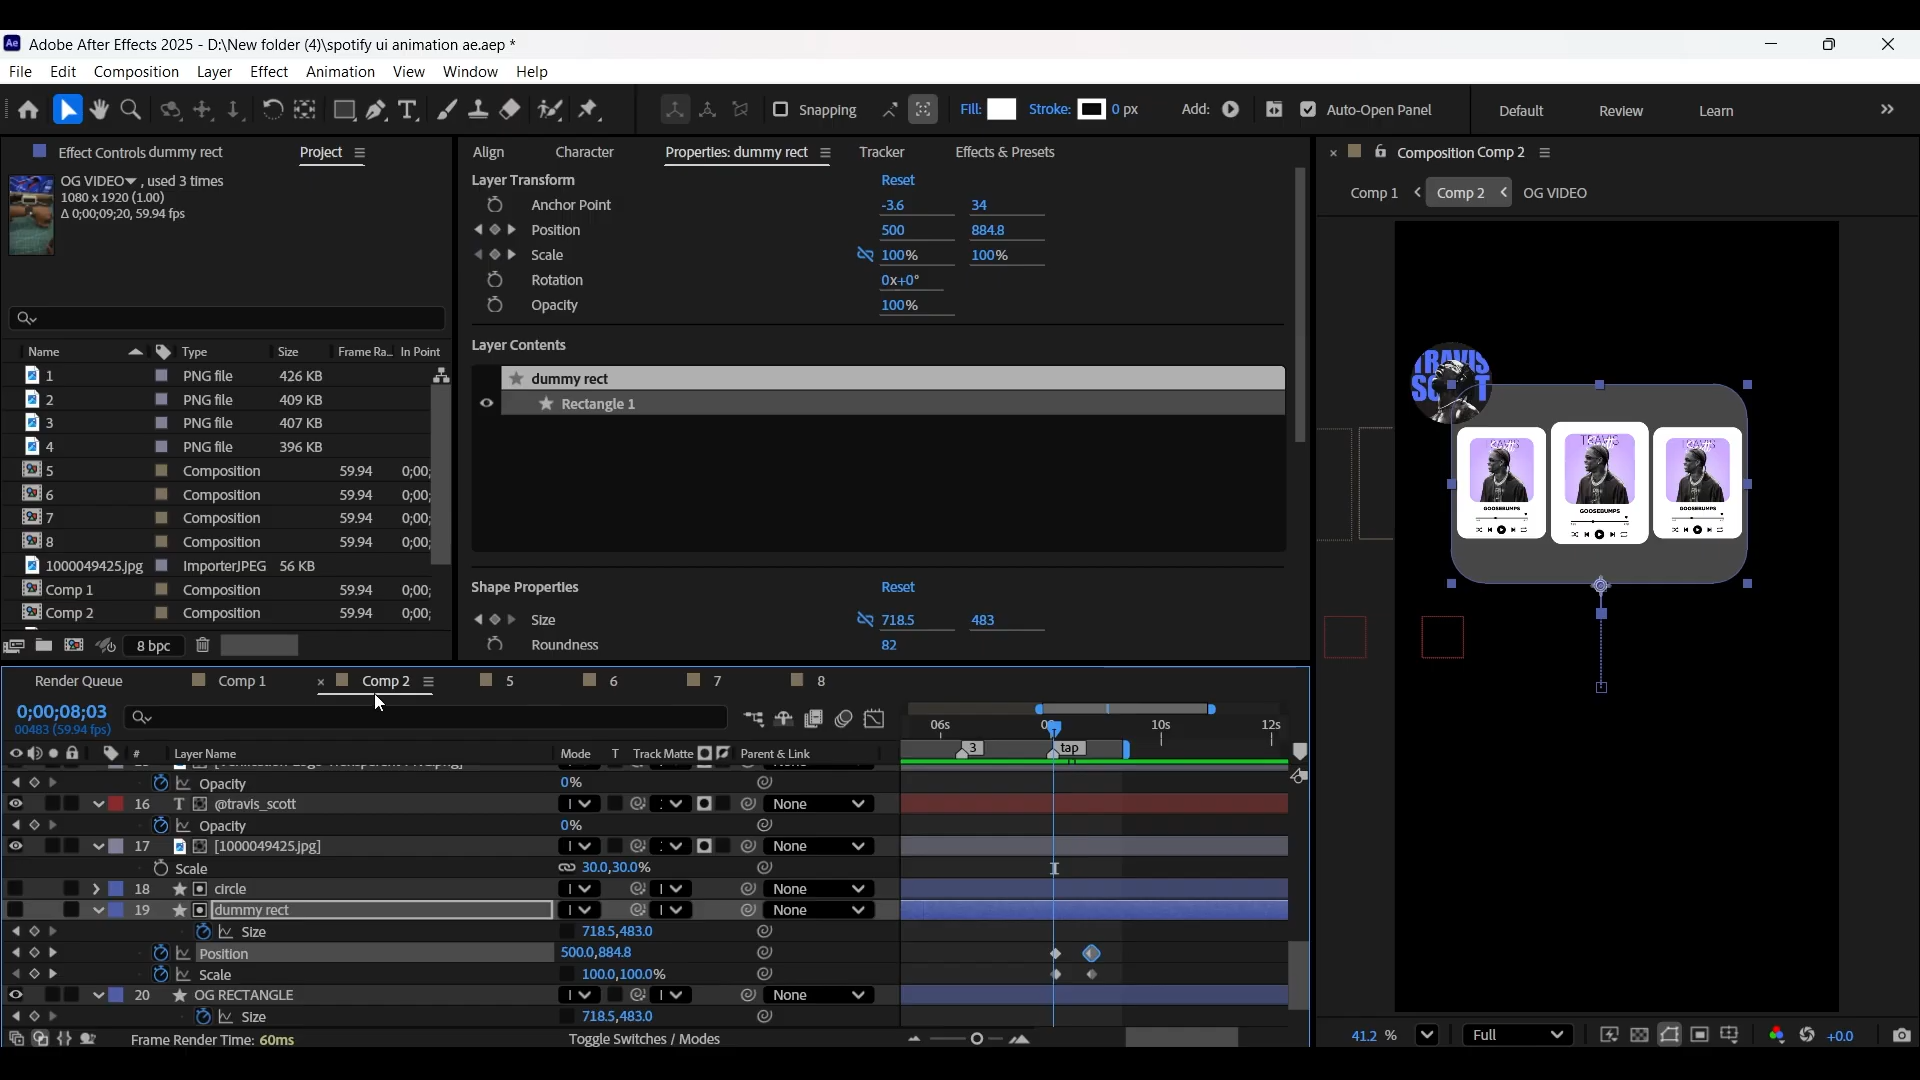 Ae Adobe After Effects 2025 - D:\New folder (4)\spotify ui animation ae.aep *
File Edit Composition Layer Effect Animation View Window Help
Snapping Fill: Stroke: 0 px Add: Auto-Open Panel Default Review Learn
Effect Controls dummy rect Project
OG VIDEO , used 3 times
1080 x 1920 (1.00)
Δ 0;00;09;20, 59.94 fps
Name Type Size Frame Ra... In Point
1 PNG file 426 KB
2 PNG file 409 KB
3 PNG file 407 KB
4 PNG file 396 KB
5 Composition 59.94 0;00;
6 Composition 59.94 0;00;
7 Composition 59.94 0;00;
8 Composition 59.94 0;00;
1000049425.jpg ImporterJPEG 56 KB
Comp 1 Composition 59.94 0;00;
Comp 2 Composition 59.94 0;00;
8 bpc
Align Character Properties: dummy rect Tracker Effects & Presets
Layer Transform Reset
Anchor Point -3.6 34
Position 500 884.8
Scale 100% 100%
Rotation 0x+0°
Opacity 100%
Layer Contents
dummy rect
Rectangle 1
Shape Properties Reset
Size 718.5 483
Roundness 82
Composition Comp 2
Comp 1 Comp 2 OG VIDEO
TRAVIS
SCOTT
TRAVIS TRAVIS TRAVIS
GOOSEBUMPS GOOSEBUMPS GOOSEBUMPS
41.2 % Full +0.0
Render Queue Comp 1 Comp 2 5 6 7 8
0;00;08;03
00483 (59.94 fps)
06s 10s 12s
3 tap
# Layer Name Mode T Track Matte Parent & Link
Opacity 0%
16 T @travis_scott None
Opacity 0%
17 [1000049425.jpg] None
Scale 30.0,30.0%
18 circle None
19 dummy rect None
Size 718.5,483.0
Position 500.0,884.8
Scale 100.0,100.0%
20 OG RECTANGLE None
Size 718.5,483.0
Frame Render Time: 60ms Toggle Switches / Modes